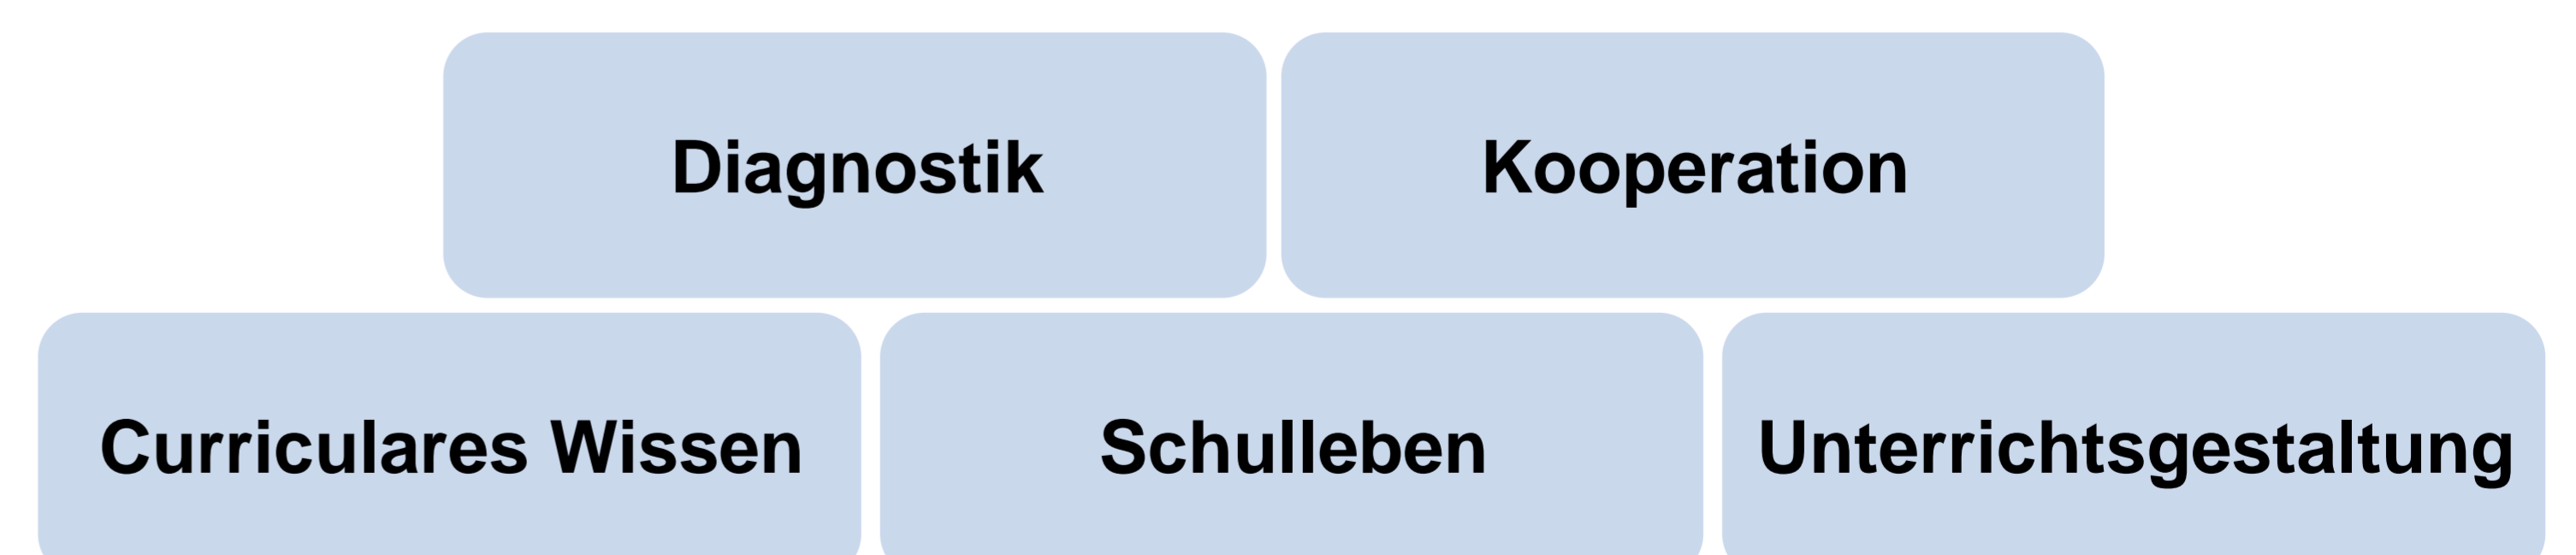 Diagnostik
Kooperation
Curriculares Wissen
Schulleben
Unterrichtsgestaltung